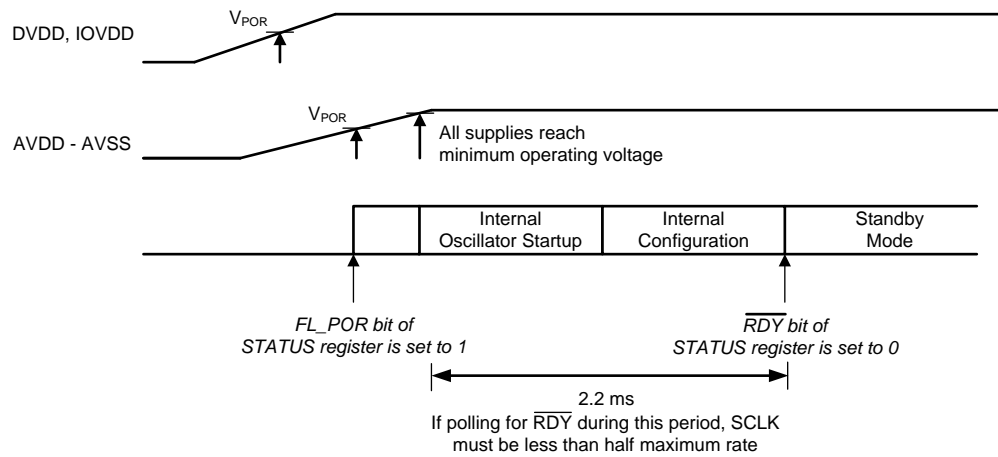 DVDD, IOVDD
VPOR
AVDD - AVSS
VPOR
All supplies reach
minimum operating voltage
Internal
Oscillator Startup
Internal
Configuration
Standby
Mode
FL_POR bit of
STATUS register is set to 1
RDY bit of
STATUS register is set to 0
2.2 ms
If polling for RDY during this period, SCLK
must be less than half maximum rate